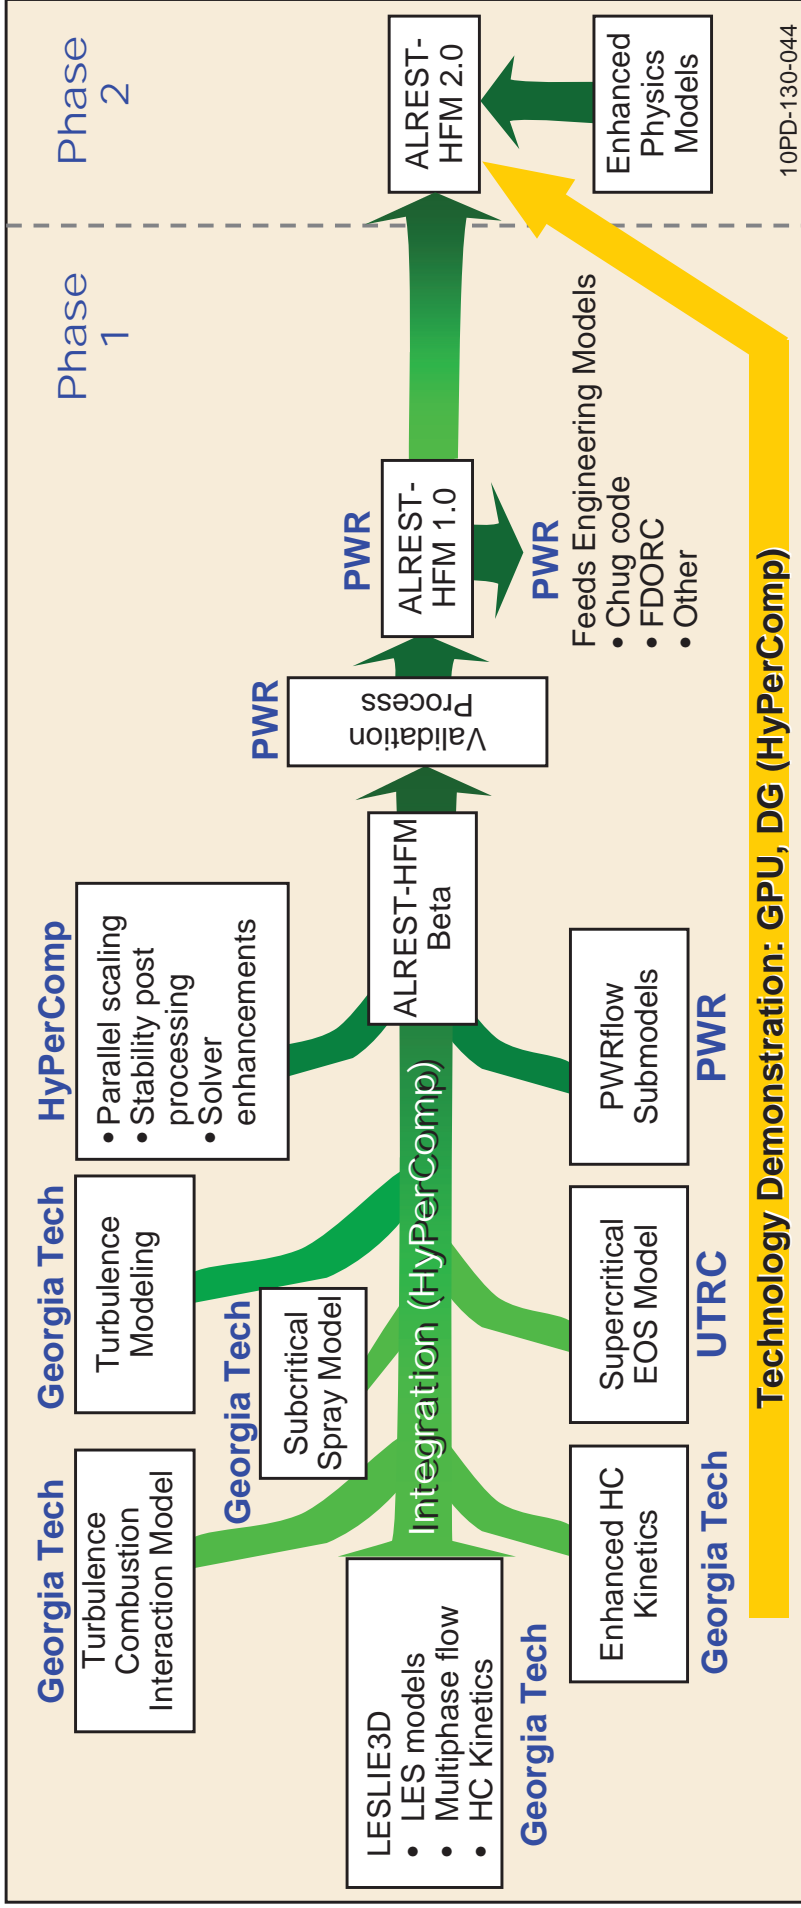 Phase
1
Phase
2
Georgia Tech
Turbulence
Combustion
Interaction Model
Georgia Tech
Turbulence
Modeling
HyPerComp
• Parallel scaling
• Stability post
processing
• Solver
enhancements
Georgia Tech
Subcritical
Spray Model
LESLIE3D
• LES models
• Multiphase flow
• HC Kinetics
Georgia Tech
Integration (HyPerComp)
ALREST-HFM
Beta
PWR
Validation
Process
PWR
ALREST-
HFM 1.0
ALREST-
HFM 2.0
Enhanced HC
Kinetics
Georgia Tech
Supercritical
EOS Model
UTRC
PWRflow
Submodels
PWR
PWR
Feeds Engineering Models
• Chug code
• FDORC
• Other
Enhanced
Physics
Models
Technology Demonstration: GPU, DG (HyPerComp)
10PD-130-044